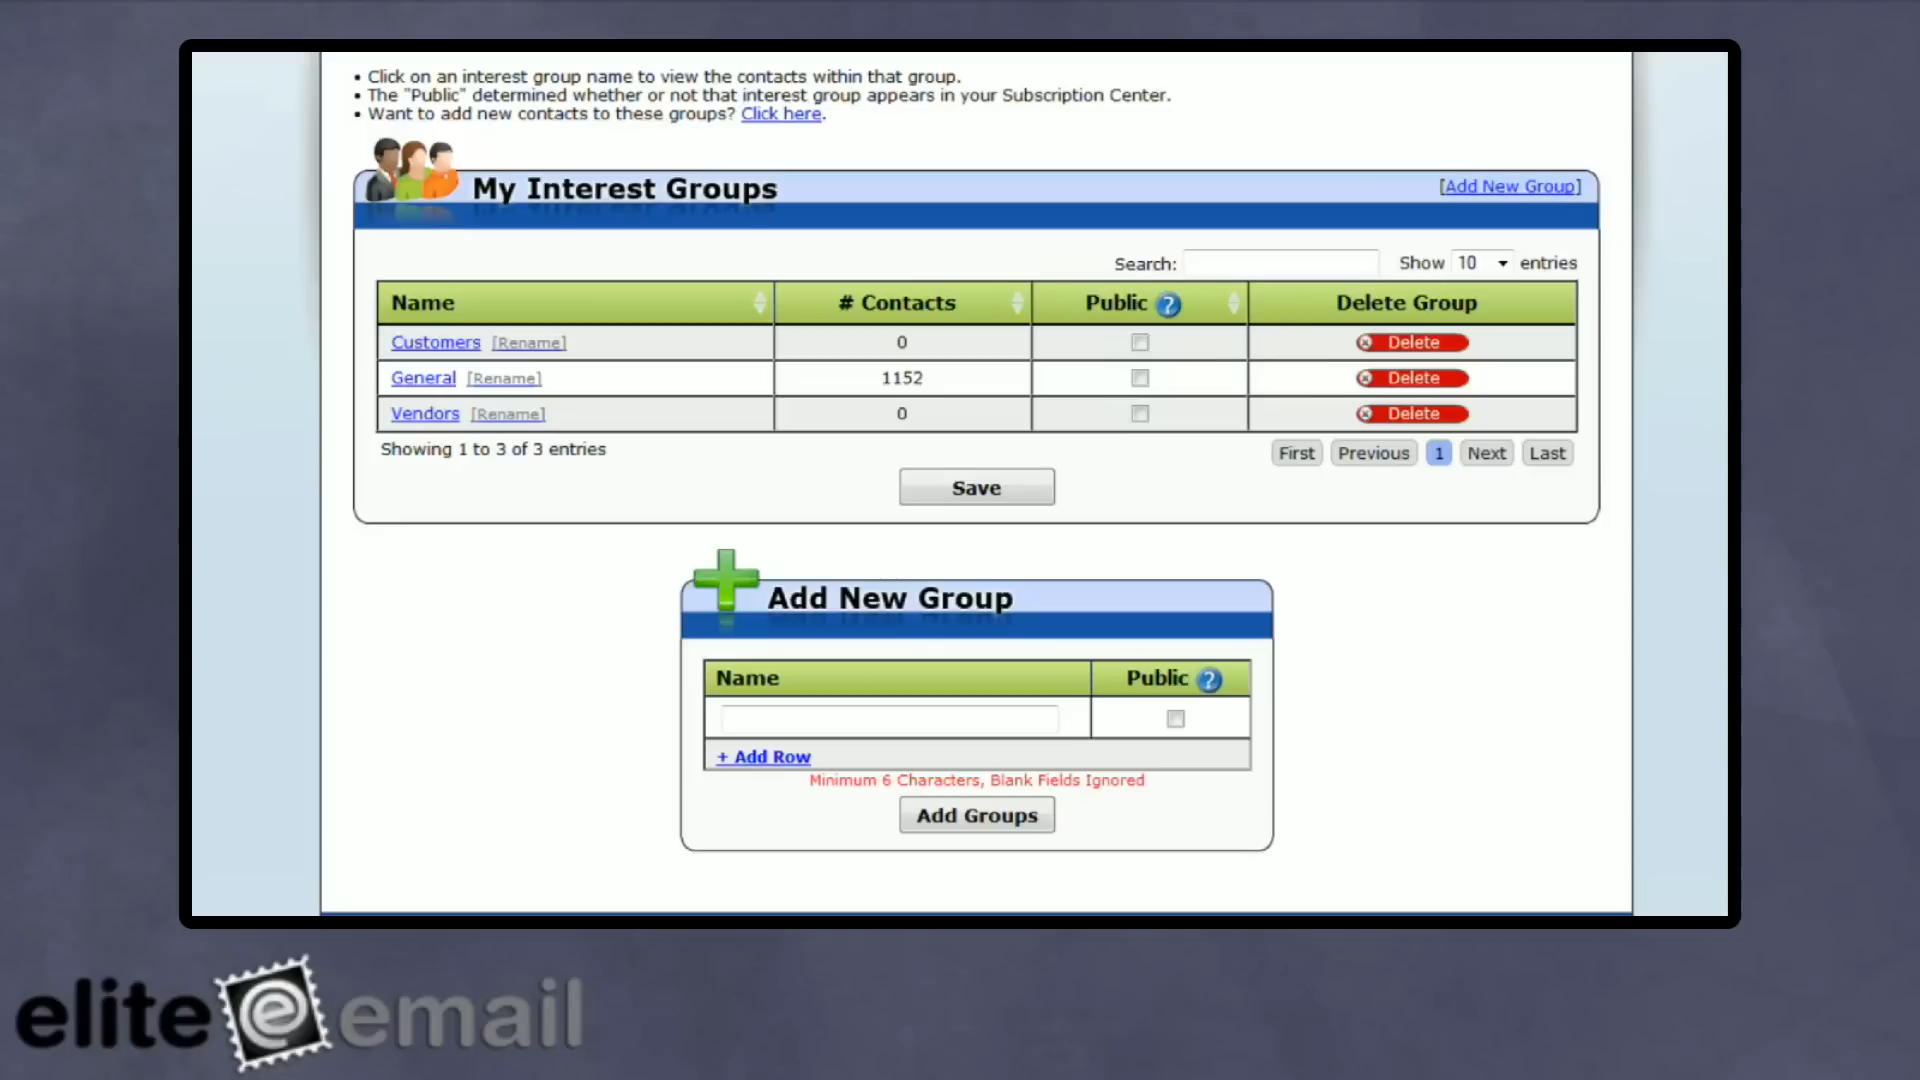 • Click on an interest group name to view the contacts within that group.
• The "Public" determined whether or not that interest group appears in your Subscription Center.
• Want to add new contacts to these groups? Click here.
My Interest Groups
[Add New Group]
Search: Show 10 entries
Name # Contacts Public ? Delete Group
Customers [Rename] 0 Delete
General [Rename] 1152 Delete
Vendors [Rename] 0 Delete
Showing 1 to 3 of 3 entries
First Previous 1 Next Last
Save
Add New Group
Name Public ?
+ Add Row
Minimum 6 Characters, Blank Fields Ignored
Add Groups
elite e email